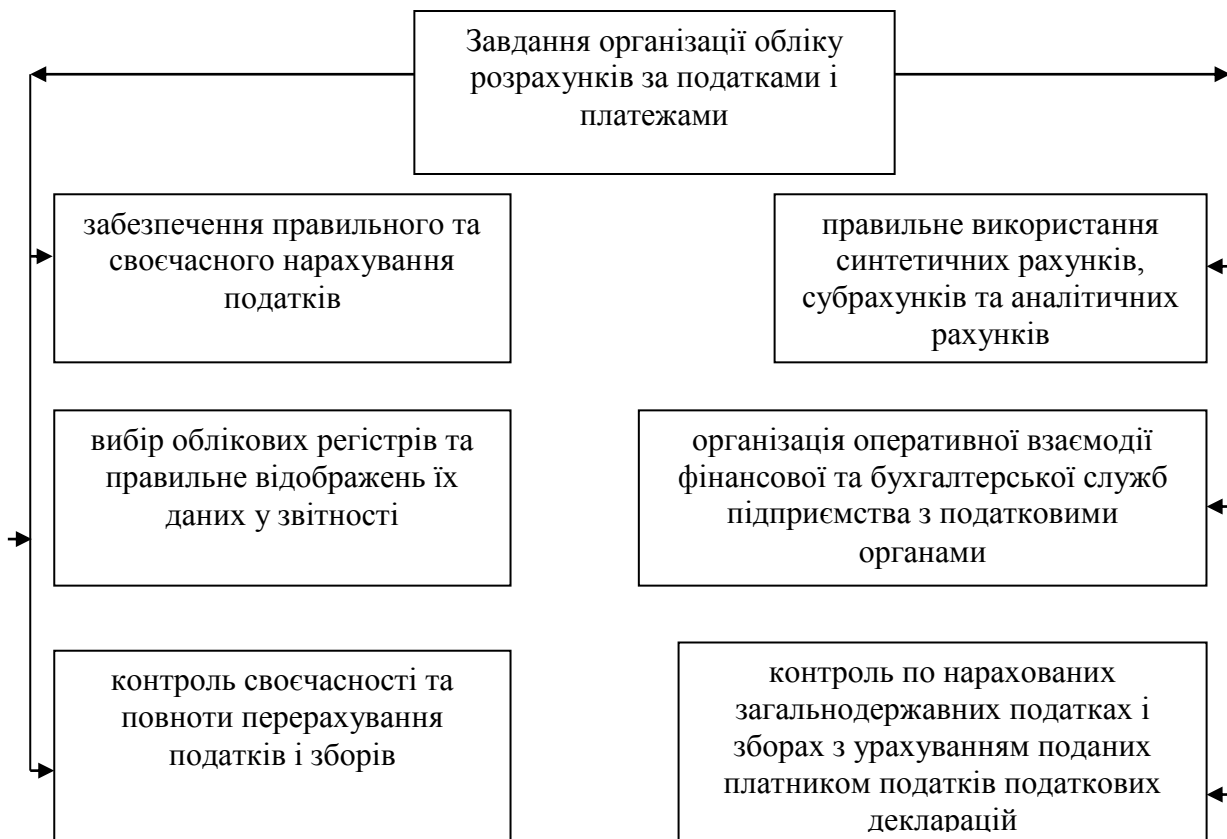 Завдання організації обліку
розрахунків за податками і
платежами
забезпечення правильного та
своєчасного нарахування
податків
правильне використання
синтетичних рахунків,
субрахунків та аналітичних
рахунків
вибір облікових регістрів та
правильне відображень їх
даних у звітності
організація оперативної взаємодії
фінансової та бухгалтерської служб
підприємства з податковими
органами
контроль своєчасності та
повноти перерахування
податків і зборів
контроль по нарахованих
загальнодержавних податках і
зборах з урахуванням поданих
платником податків податкових
декларацій